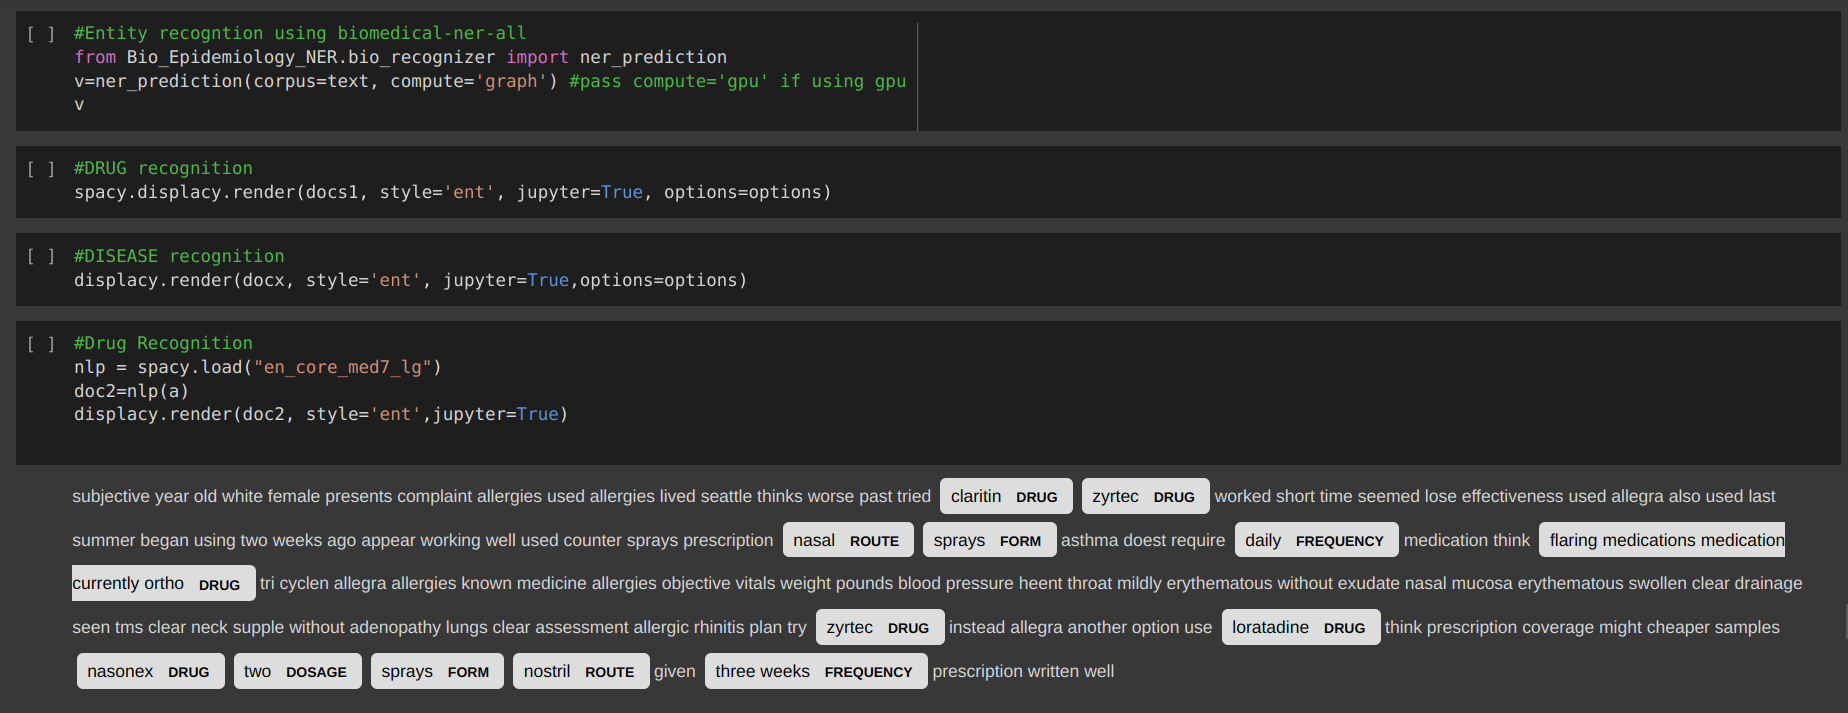 [ ] #Entity recogntion using biomedical-ner-all
from Bio_Epidemiology_NER.bio_recognizer import ner_prediction
v=ner_prediction(corpus=text, compute='graph') #pass compute='gpu' if using gpu
v
[ ] #DRUG recognition
spacy.displacy.render(docs1, style='ent', jupyter=True, options=options)
[ ] #DISEASE recognition
displacy.render(docx, style='ent', jupyter=True,options=options)
[ ] #Drug Recognition
nlp = spacy.load("en_core_med7_lg")
doc2=nlp(a)
displacy.render(doc2, style='ent',jupyter=True)
subjective year old white female presents complaint allergies used allergies lived seattle thinks worse past tried claritin DRUG zyrtec DRUG worked short time seemed lose effectiveness used allegra also used last
summer began using two weeks ago appear working well used counter sprays prescription nasal ROUTE sprays FORM asthma doest require daily FREQUENCY medication think flaring medications medication
currently ortho DRUG tri cyclen allegra allergies known medicine allergies objective vitals weight pounds blood pressure heent throat mildly erythematous without exudate nasal mucosa erythematous swollen clear drainage
seen tms clear neck supple without adenopathy lungs clear assessment allergic rhinitis plan try zyrtec DRUG instead allegra another option use loratadine DRUG think prescription coverage might cheaper samples
nasonex DRUG two DOSAGE sprays FORM nostril ROUTE given three weeks FREQUENCY prescription written well